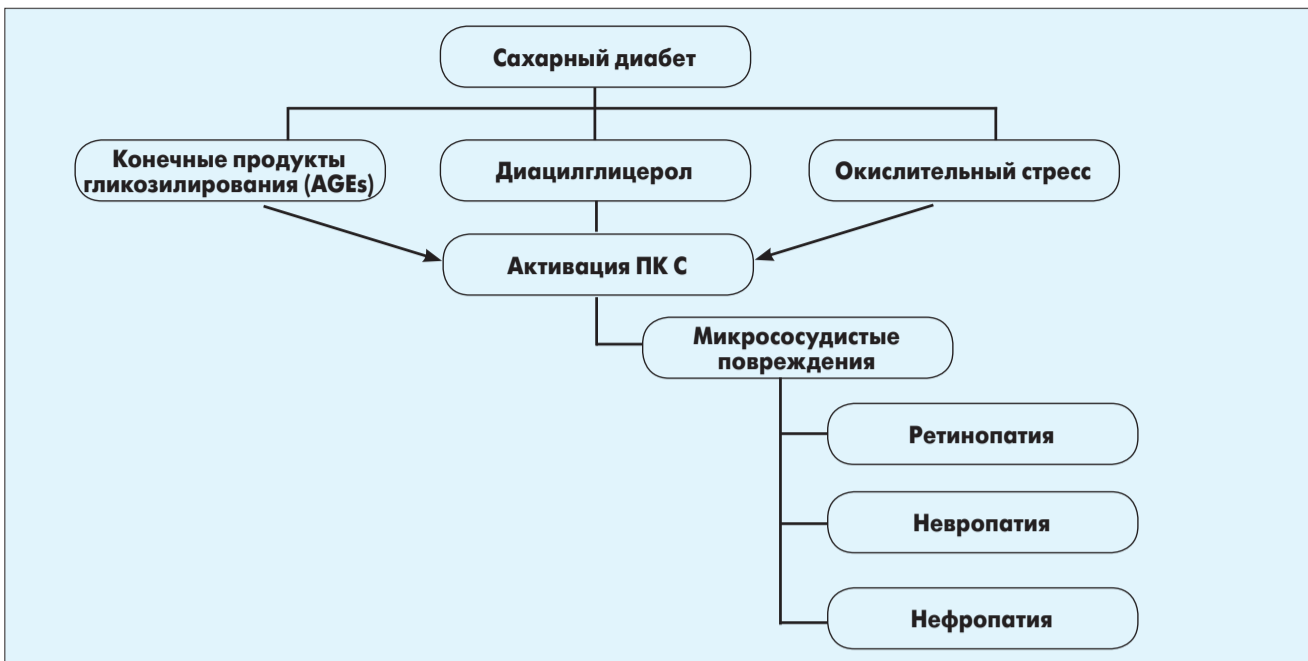 Сахарный диабет
Конечные продукты
гликозилирования (AGEs)
Диацилглицерол
Окислительный стресс
Активация ПК С
Микрососудистые
повреждения
Ретинопатия
Невропатия
Нефропатия